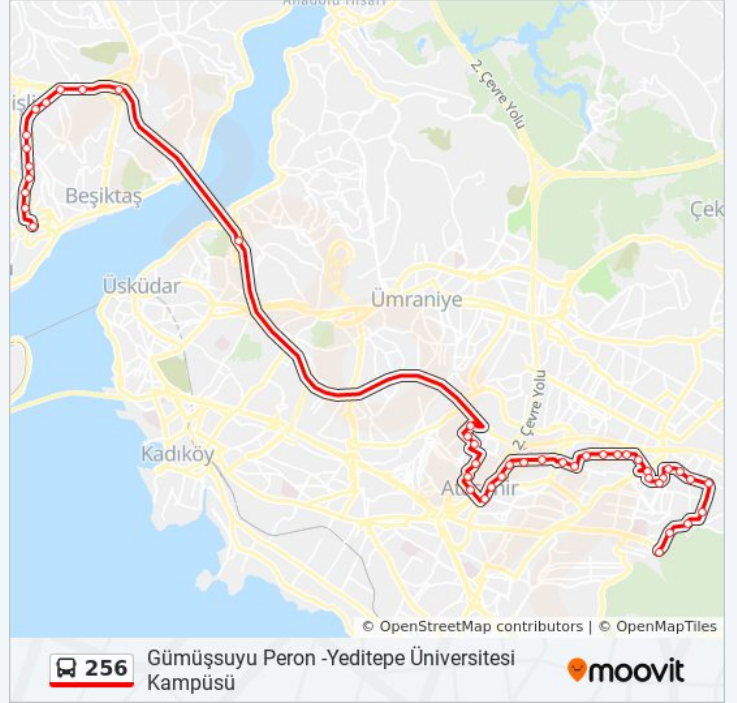 Anadolu Hisarı
2. Çevre Yolu
işli
Beşiktaş
Çek
Üsküdar
Ümraniye
2. Çevre Yolu
Kadıköy
© OpenStreetMap contributors | © OpenMapTiles
256
Gümüşsuyu Peron -Yeditepe Üniversitesi
Kampüsü
moovit